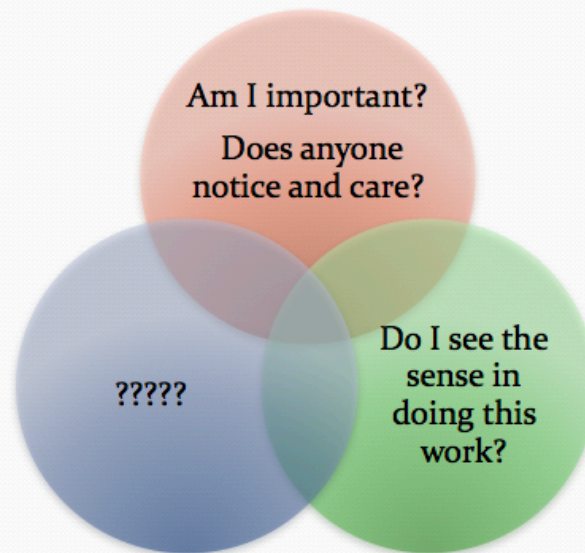 Am I important?
Does anyone
notice and care?
Do I see the
sense in
doing this
work?
?????